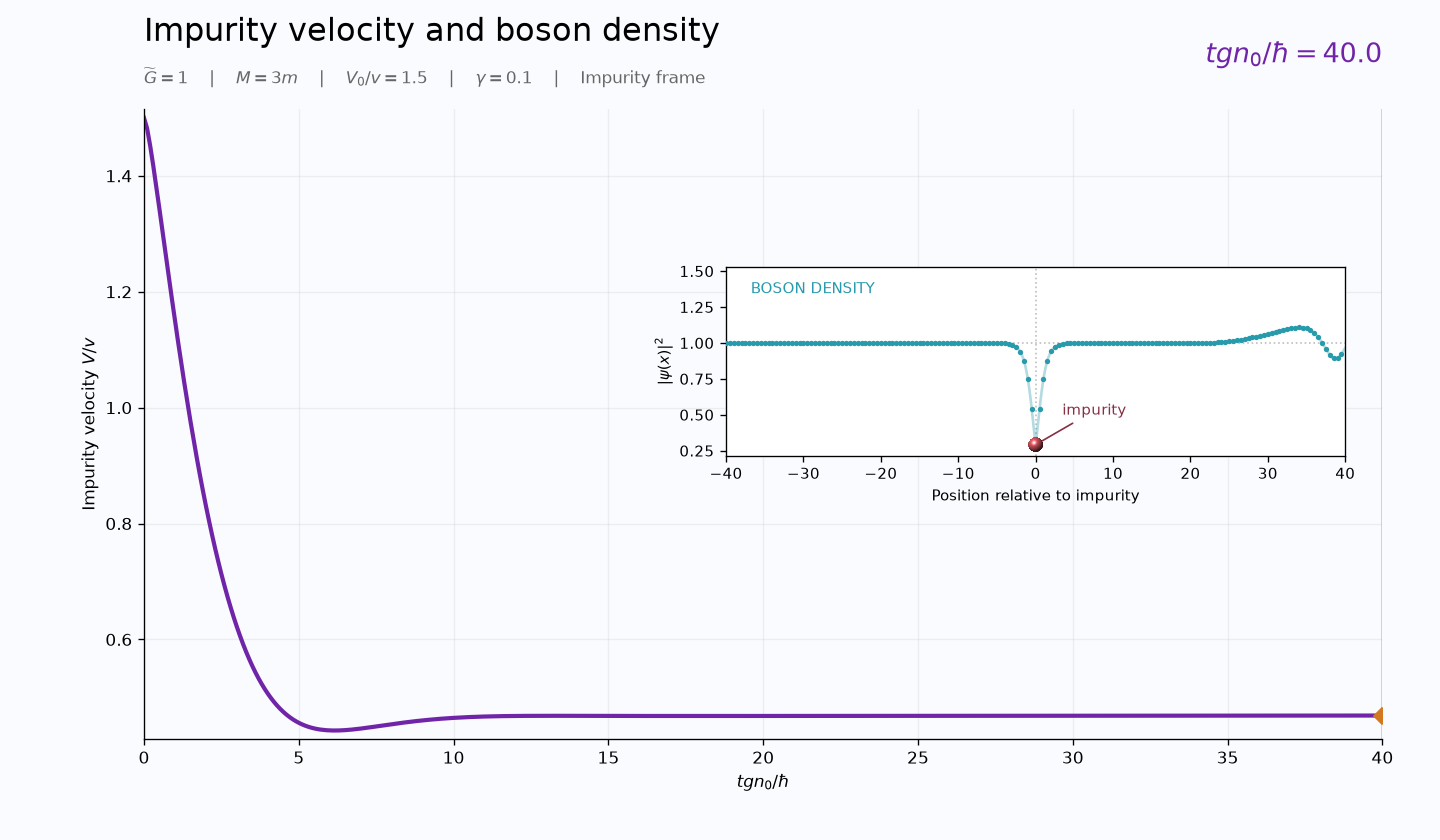 Impurity velocity and boson density
tgn₀/ħ = 40.0
G̃ = 1 | M = 3m | V₀/v = 1.5 | γ = 0.1 | Impurity frame
Impurity velocity V/v
1.4
1.2
1.0
0.8
0.6
0 5 10 15 20 25 30 35 40
tgn₀/ħ
BOSON DENSITY
|ψ(x)|²
1.50
1.25
1.00
0.75
0.50
0.25
impurity
−40 −30 −20 −10 0 10 20 30 40
Position relative to impurity